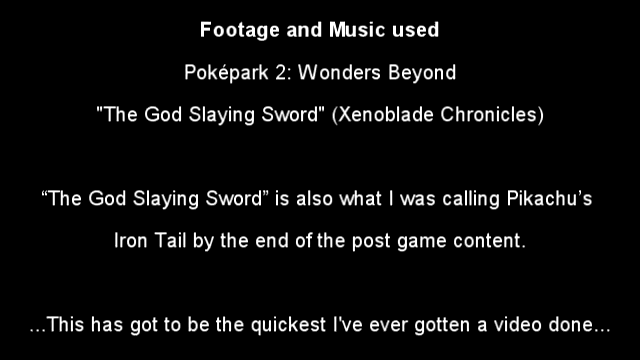 Footage and Music used
Poképark 2: Wonders Beyond
"The God Slaying Sword" (Xenoblade Chronicles)
“The God Slaying Sword” is also what I was calling Pikachu’s
Iron Tail by the end of the post game content.
...This has got to be the quickest I've ever gotten a video done...